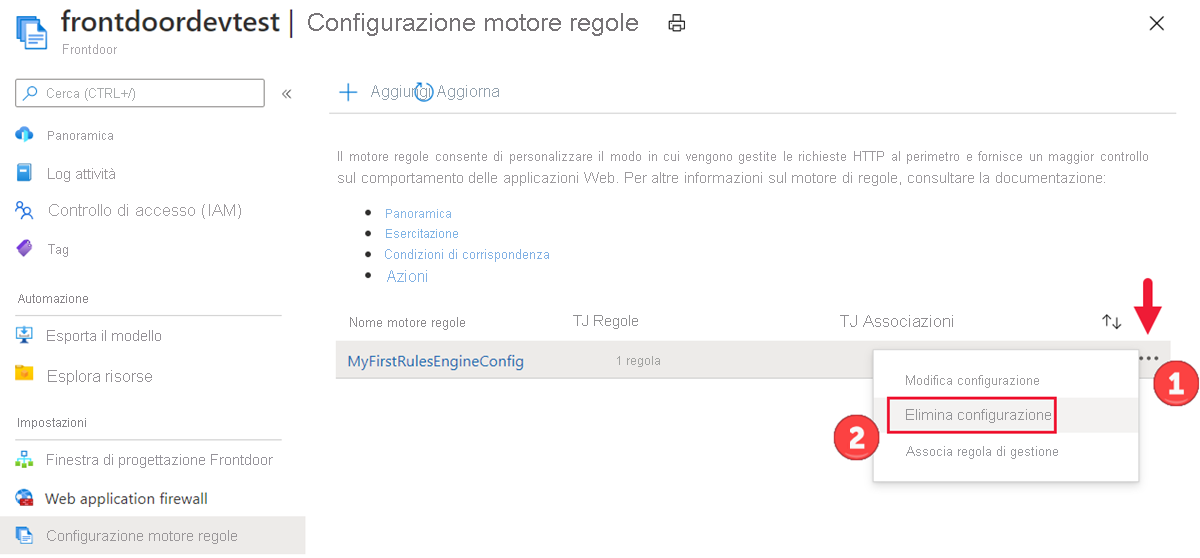 frontdoordevtest | Configurazione motore regole
Frontdoor
Cerca (CTRL+/)
«
Panoramica
Log attività
Controllo di accesso (IAM)
Tag
Automazione
Esporta il modello
Esplora risorse
Impostazioni
Finestra di progettazione Frontdoor
Web application firewall
Configurazione motore regole
Aggiungi
Aggiorna
Il motore regole consente di personalizzare il modo in cui vengono gestite le richieste HTTP al perimetro e fornisce un maggior controllo
sul comportamento delle applicazioni Web. Per altre informazioni sul motore di regole, consultare la documentazione:
Panoramica
Esercitazione
Condizioni di corrispondenza
Azioni
Nome motore regole
TJ Regole
TJ Associazioni
MyFirstRulesEngineConfig
1 regola
1
Modifica configurazione
2
Elimina configurazione
Associa regola di gestione